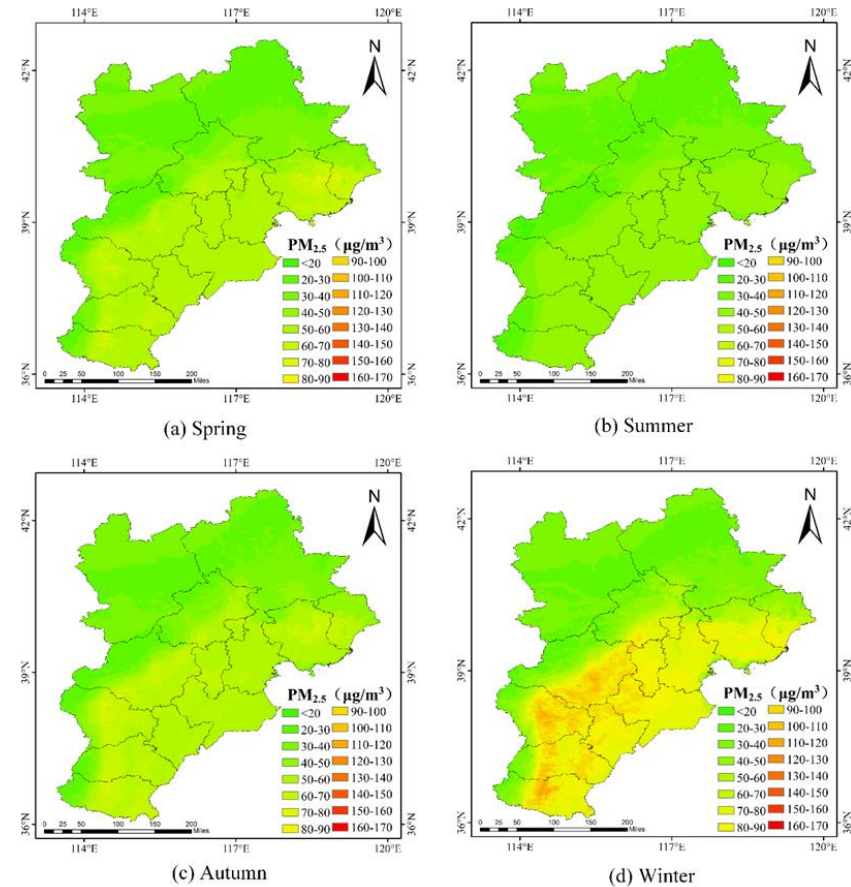 114°E 117°E 120°E
N
42°N 42°N
39°N 39°N
PM2.5 (μg/m³)
<20 90-100
20-30 100-110
30-40 110-120
40-50 120-130
50-60 130-140
60-70 140-150
70-80 150-160
80-90 160-170
36°N 36°N
0 25 50 100 150 200 Miles
114°E 117°E 120°E
(a) Spring
114°E 117°E 120°E
N
42°N 42°N
39°N 39°N
PM2.5 (μg/m³)
<20 90-100
20-30 100-110
30-40 110-120
40-50 120-130
50-60 130-140
60-70 140-150
70-80 150-160
80-90 160-170
36°N 36°N
0 25 50 100 150 200 Miles
114°E 117°E 120°E
(b) Summer
114°E 117°E 120°E
N
42°N 42°N
39°N 39°N
PM2.5 (μg/m³)
<20 90-100
20-30 100-110
30-40 110-120
40-50 120-130
50-60 130-140
60-70 140-150
70-80 150-160
80-90 160-170
36°N 36°N
0 25 50 100 150 200 Miles
114°E 117°E 120°E
(c) Autumn
114°E 117°E 120°E
N
42°N 42°N
39°N 39°N
PM2.5 (μg/m³)
<20 90-100
20-30 100-110
30-40 110-120
40-50 120-130
50-60 130-140
60-70 140-150
70-80 150-160
80-90 160-170
36°N 36°N
0 25 50 100 150 200 Miles
114°E 117°E 120°E
(d) Winter